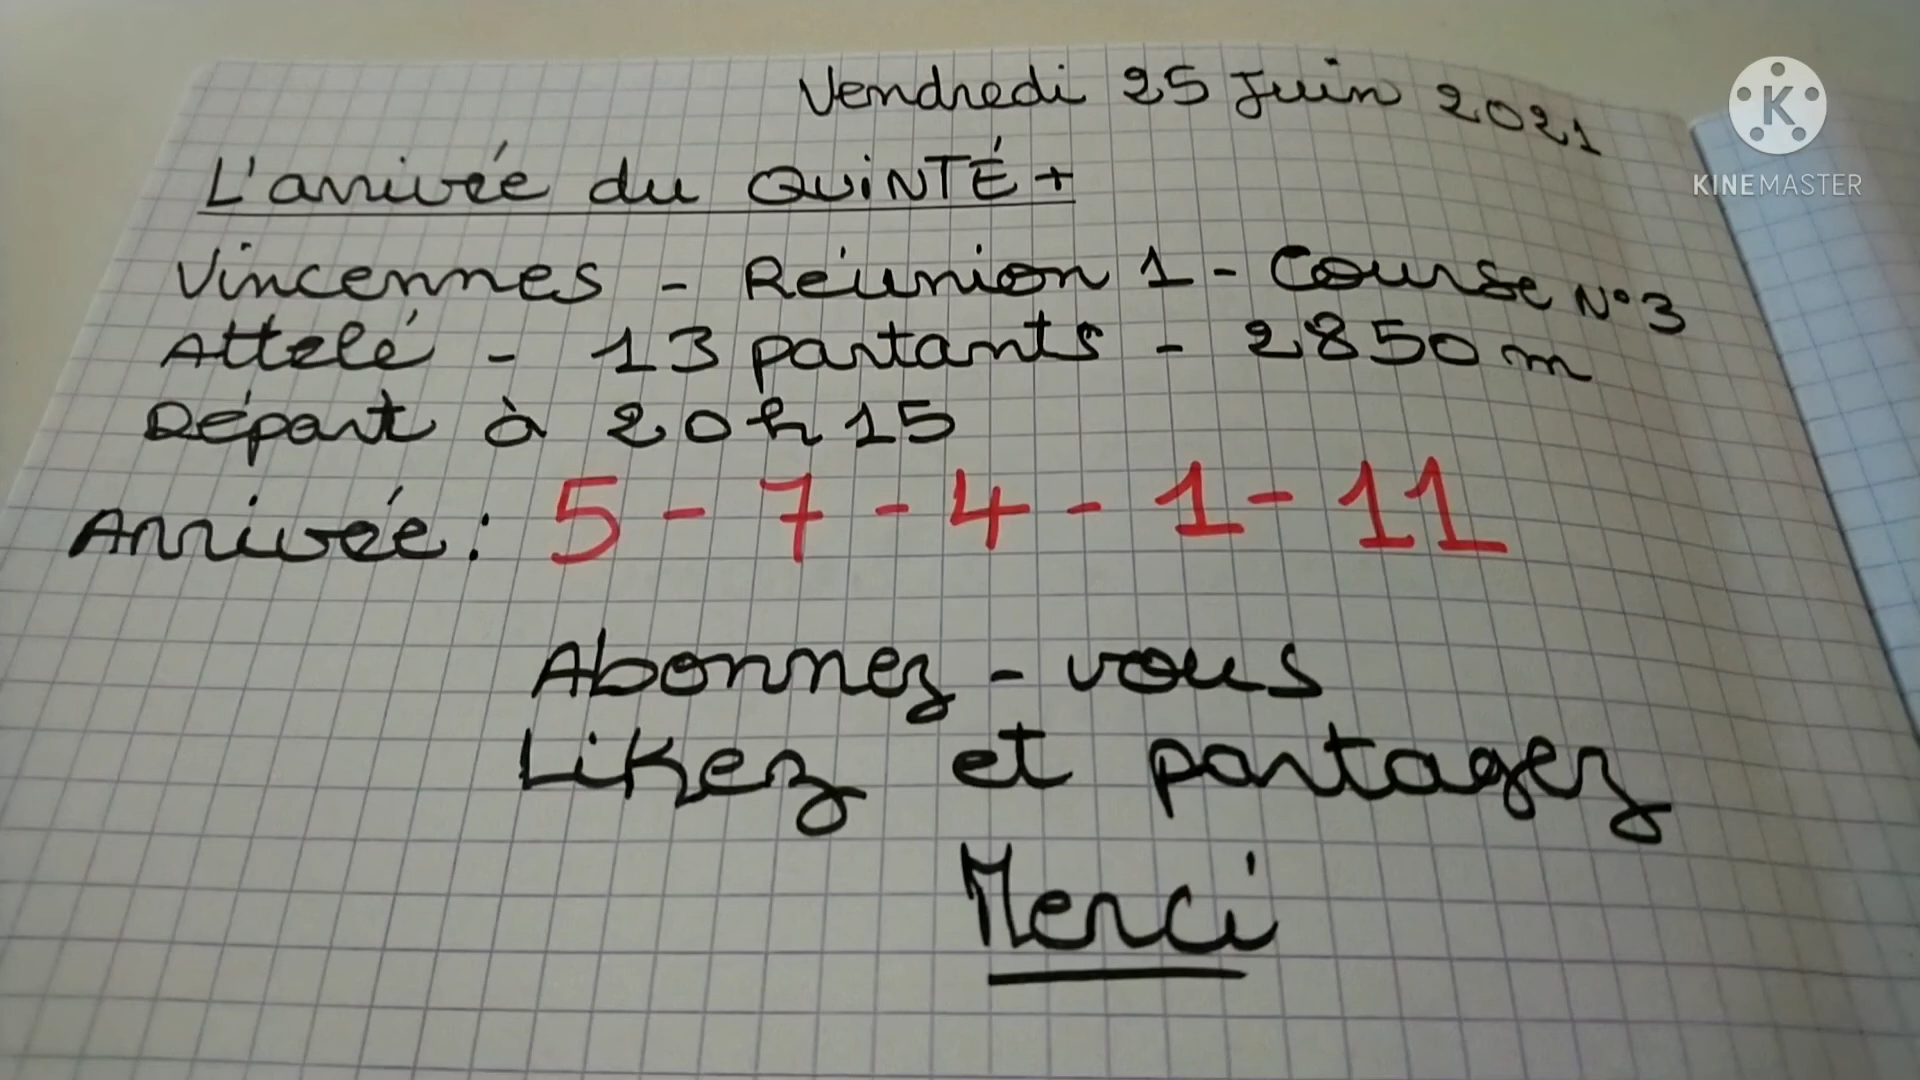 Vendredi 25 Juin 2021
L'arrivée du QUiNTÉ+
Vincennes - Réunion 1 - Course N°3
Attelé - 13 partants - 2850 m
Départ à 20h15
Arrivée : 5 - 7 - 4 - 1 - 11
Abonnez-vous
Likez et partagez
Merci
K
KINEMASTER